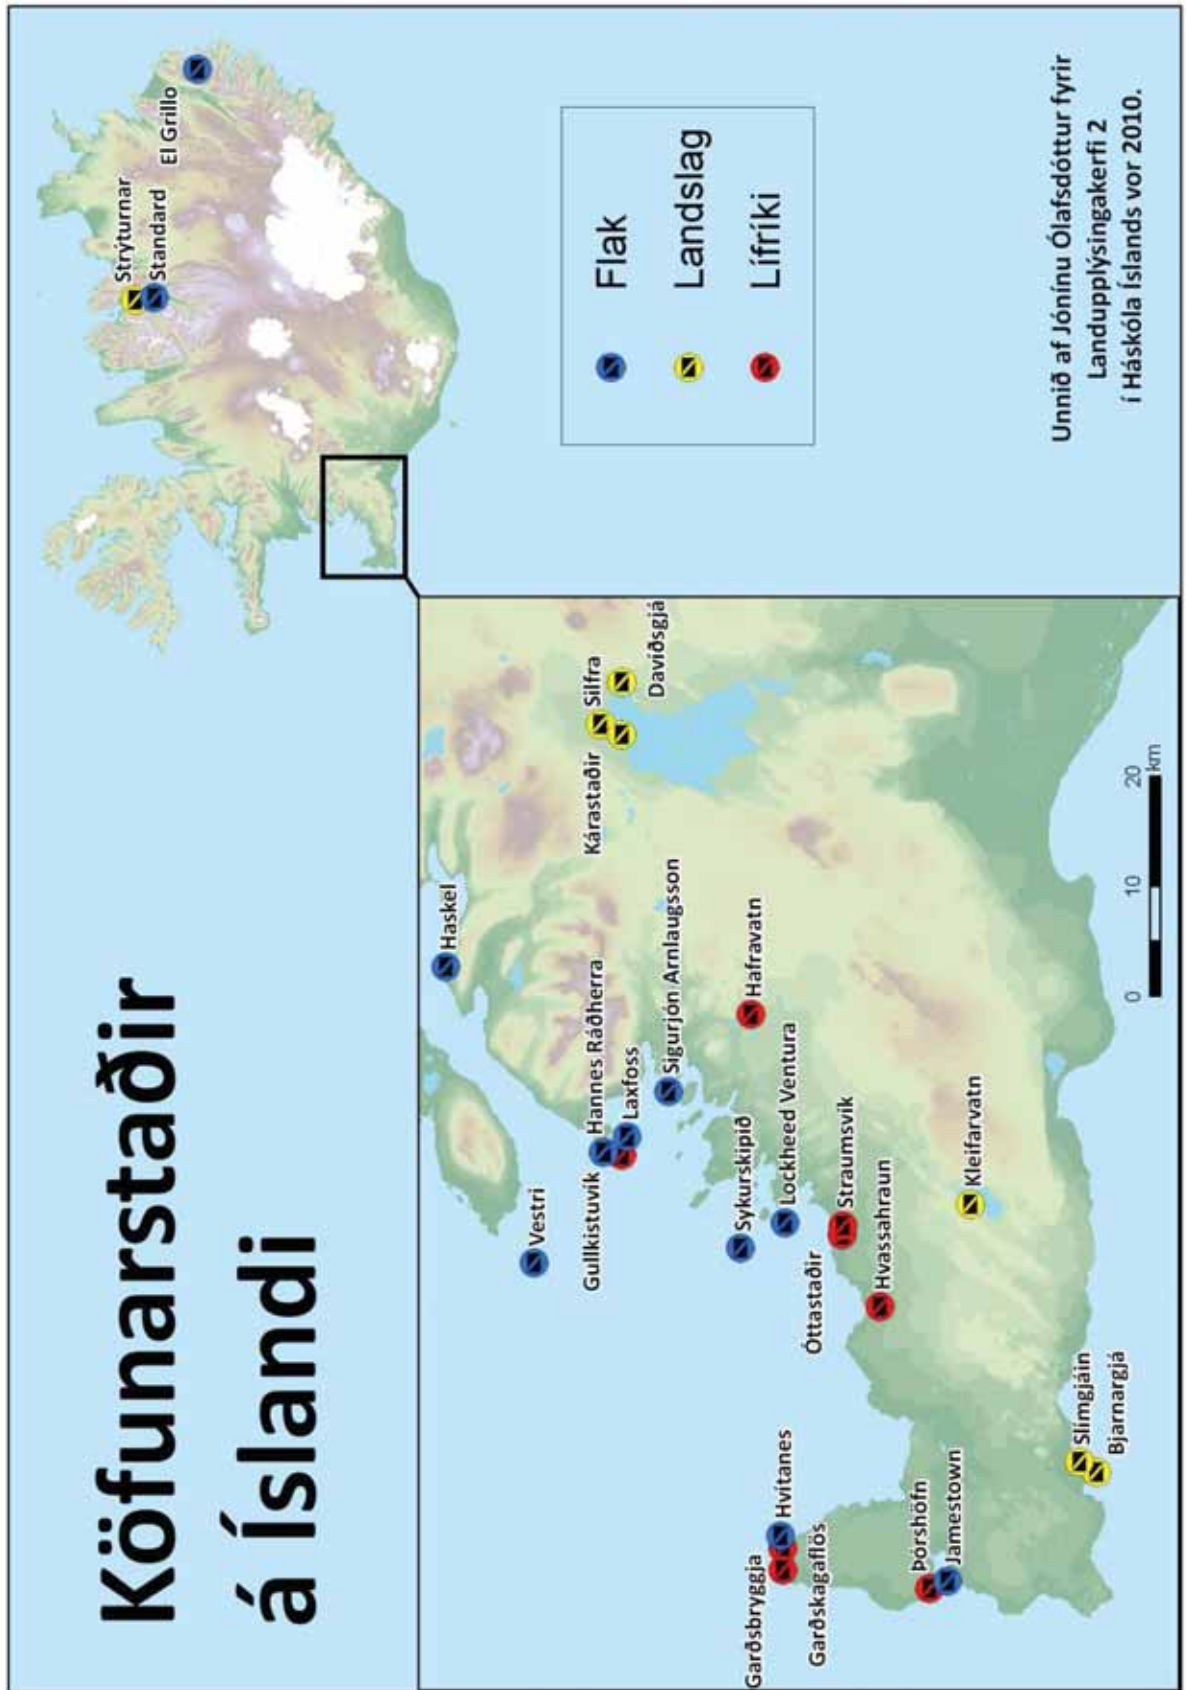 Köfunarstaðir
á Íslandi
Strýturnar
Standard
El Grillo
Flak
Landslag
Lífríki
Unnið af Jónínu Ólafsdóttur fyrir
Landupplýsingakerfi 2
í Háskóla Íslands vor 2010.
Haskel
Vestri
Gullkistuvík
Hannes Ráðherra
Laxfoss
Kárastaðir
Silfra
Davíðsgjá
Sigurjón Arnlaugsson
Hafravatn
Sykurskipið
Lockheed Ventura
Óttastaðir
Straumsvík
Hvassahraun
Kleifarvatn
Garðsbryggja
Hvítanes
Garðskagaflös
Þórshöfn
Jamestown
Slímgjáin
Bjarnargjá
0 10 20
km